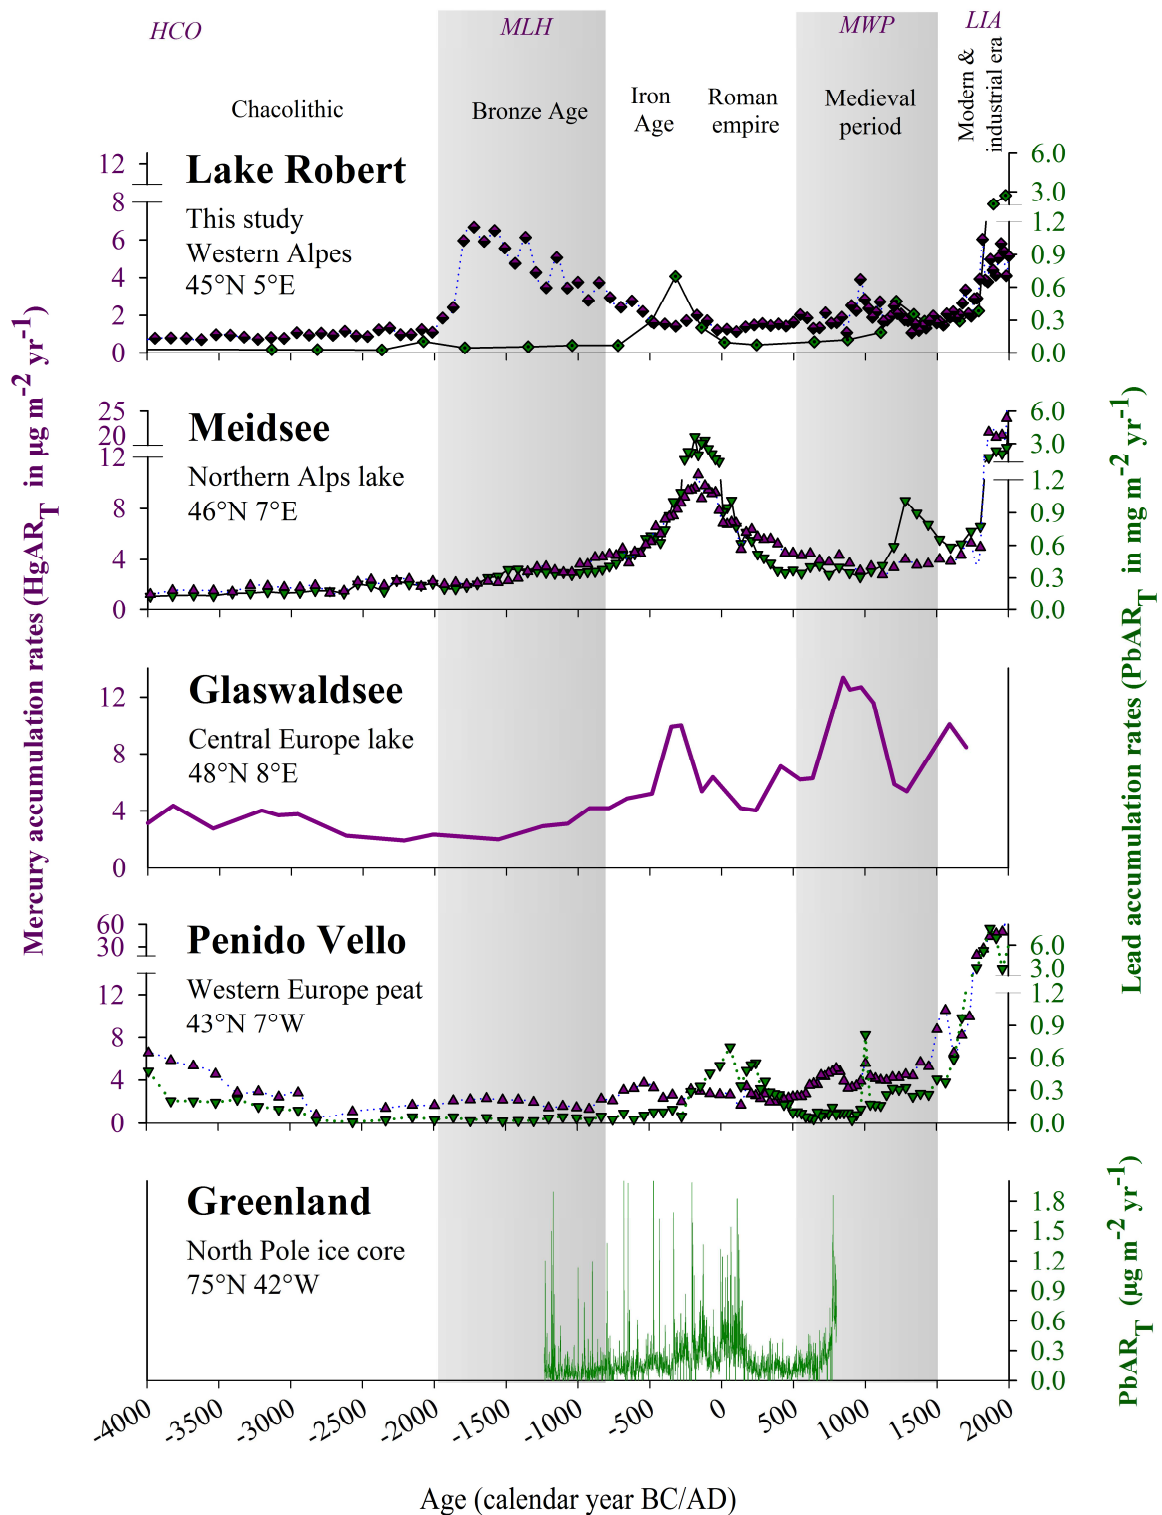 HCO
MLH
MWP
LIA
Chacolithic
Bronze Age
Iron
Age
Roman
empire
Medieval
period
Modern &
industrial era
Mercury accumulation rates (HgAR_T in µg m^-2 yr^-1)
Lead accumulation rates (PbAR_T in mg m^-2 yr^-1)
Lake Robert
This study
Western Alpes
45°N 5°E
12
8
6
4
2
0
6.0
3.0
1.2
0.9
0.6
0.3
0.0
Meidsee
Northern Alps lake
46°N 7°E
25
20
12
8
4
0
6.0
3.0
1.2
0.9
0.6
0.3
0.0
Glaswaldsee
Central Europe lake
48°N 8°E
12
8
4
0
Penido Vello
Western Europe peat
43°N 7°W
60
30
12
8
4
0
6.0
3.0
12
0.9
0.6
0.3
0.0
Greenland
North Pole ice core
75°N 42°W
1.8
1.5
1.2
0.9
0.6
0.3
0.0
PbAR_T (µg m^-2 yr^-1)
-4000 -3500 -3000 -2500 -2000 -1500 -1000 -500 0 500 1000 1500 2000
Age (calendar year BC/AD)